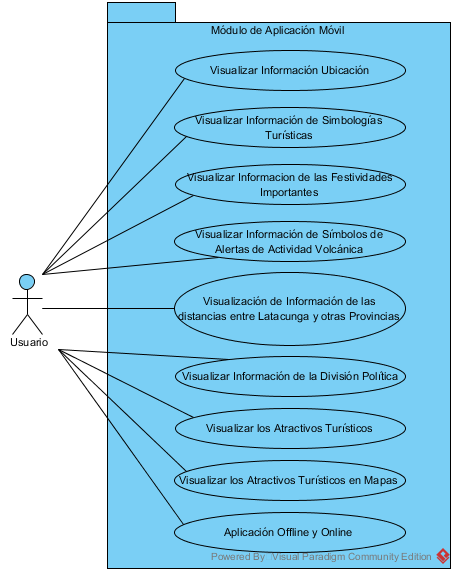 Módulo de Aplicación Móvil
Visualizar Información Ubicación
Visualizar Información de Simbologías
Turísticas
Visualizar Informacion de las Festividades
Importantes
Visualizar Información de Símbolos de
Alertas de Actividad Volcánica
Visualización de Información de las
distancias entre Latacunga y otras Provincias
Usuario
Visualizar Información de la División Política
Visualizar los Atractivos Turísticos
Visualizar los Atractivos Turísticos en Mapas
Aplicación Offline y Online
Powered By Visual Paradigm Community Edition